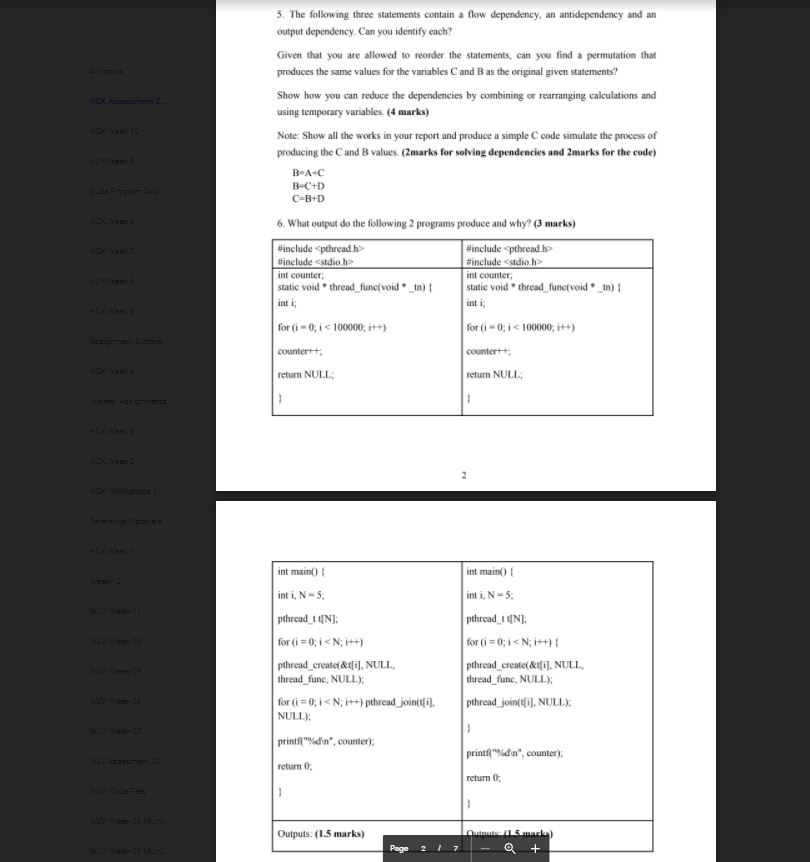 5. The following three statements contain a flow dependency, an antidependency and an
output dependency. Can you identify each?
Given that you are allowed to reorder the statements, can you find a permutation that
produces the same values for the variables C and B as the original given statements?
Show how you can reduce the dependencies by combining or rearranging calculations and
using temporary variables. (4 marks)
Note: Show all the works in your report and produce a simple C code simulate the process of
producing the C and B values. (2marks for solving dependencies and 2marks for the code)
B=A+C
B=C+D
C=B+D
6. What output do the following 2 programs produce and why? (3 marks)
#include <pthread.h>
#include <stdio.h>
int counter;
static void * thread_func(void * _tn) {
int i;
for (i = 0; i < 100000; i++)
counter++;
return NULL;
}
#include <pthread.h>
#include <stdio.h>
int counter;
static void * thread_func(void * _tn) {
int i;
for (i = 0; i < 100000; i++)
counter++;
return NULL;
}
2
int main() {
int i, N = 5;
pthread_t t[N];
for (i = 0; i < N; i++)
pthread_create(&t[i], NULL,
thread_func, NULL);
for (i = 0; i < N; i++) pthread_join(t[i],
NULL);
printf("%d\n", counter);
return 0;
}
Outputs: (1.5 marks)
int main() {
int i, N = 5;
pthread_t t[N];
for (i = 0; i < N; i++) {
pthread_create(&t[i], NULL,
thread_func, NULL);
pthread_join(t[i], NULL);
}
printf("%d\n", counter);
return 0;
}
Outputs: (1.5 marks)
Page 2 / 7
All topics
HCK Assessment 2...
HCK Week 10
HCK Week 9
Cuda Program Assi...
HCK Week 8
HCK Week 7
HCK Week 6
HCK Week 5
Assignment Submis...
HCK Week 4
Internal Assignments
HCK Week 3
HCK Week 2
HCK Workshops 1...
Reference Materials
HCK Week 1
Week-12
WLV-Week-11
WLV-Week-10
WLV-Week-09
WLV-Week-08
WLV-Week-07
WLV Assesment 20...
WLV-CodeFiles
WLV-Week-06-Multi...
WLV-Week-05-Multi...